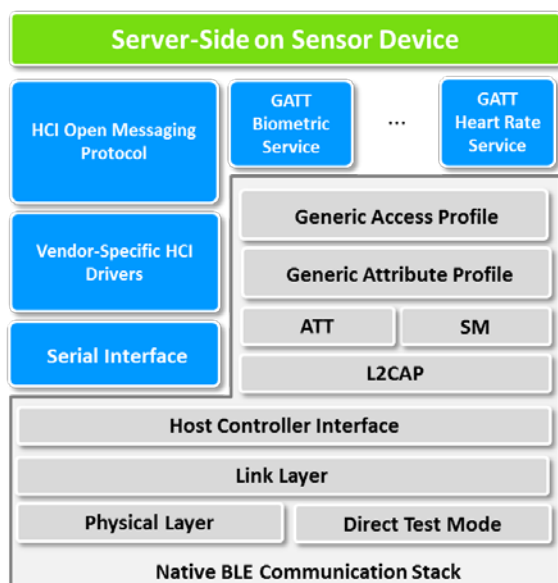 Server-Side on Sensor Device
HCI Open Messaging
Protocol
GATT
Biometric
Service
...
GATT
Heart Rate
Service
Vendor-Specific HCI
Drivers
Serial Interface
Generic Access Profile
Generic Attribute Profile
ATT
SM
L2CAP
Host Controller Interface
Link Layer
Physical Layer
Direct Test Mode
Native BLE Communication Stack